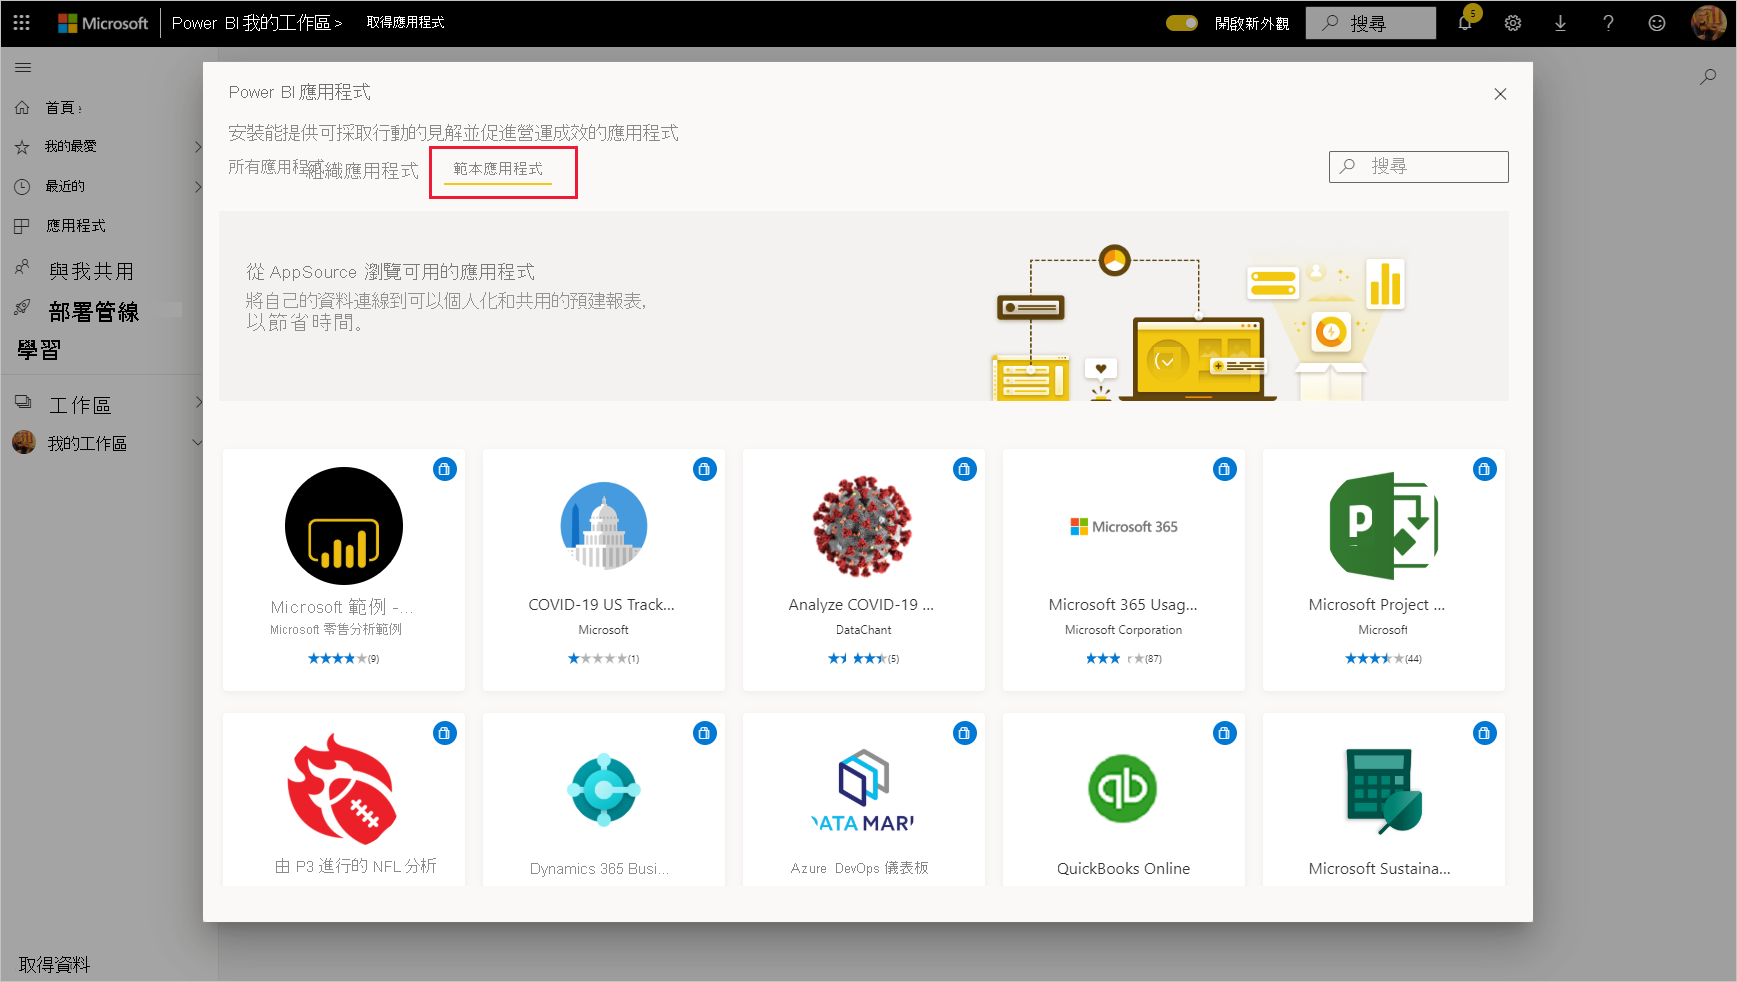 Microsoft
Power BI 我的工作區 >
取得應用程式
開啟新外觀
搜尋
5
首頁
我的最愛
最近的
應用程式
與我共用
部署管線
學習
工作區
我的工作區
取得資料
Power BI 應用程式
安裝能提供可採取行動的見解並促進營運成效的應用程式
所有應用程式
組織應用程式
範本應用程式
搜尋
從 AppSource 瀏覽可用的應用程式
將自己的資料連線到可以個人化和共用的預建報表,
以節省時間。
Microsoft 範例 -...
Microsoft 零售分析範例
(9)
COVID-19 US Track...
Microsoft
(1)
Analyze COVID-19 ...
DataChant
(5)
Microsoft 365
Microsoft 365 Usag...
Microsoft Corporation
(87)
P
Microsoft Project ...
Microsoft
(44)
由 P3 進行的 NFL 分析
Dynamics 365 Busi...
DATA MARK
Azure DevOps 儀表板
qb
QuickBooks Online
Microsoft Sustaina...